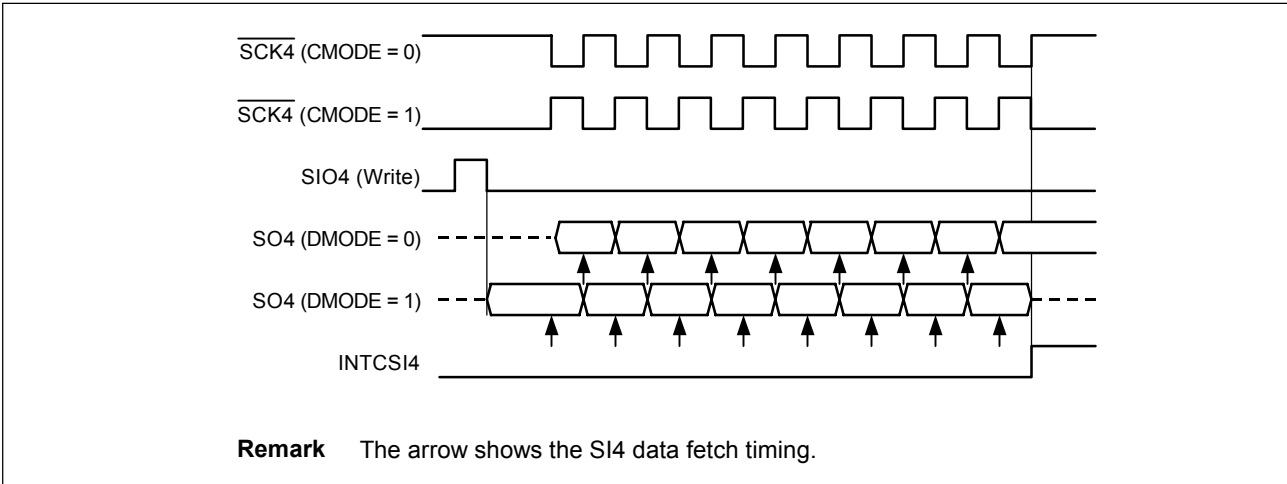 SCK4 (CMODE = 0)
SCK4 (CMODE = 1)
SIO4 (Write)
SO4 (DMODE = 0)
SO4 (DMODE = 1)
INTCSI4
Remark The arrow shows the SI4 data fetch timing.